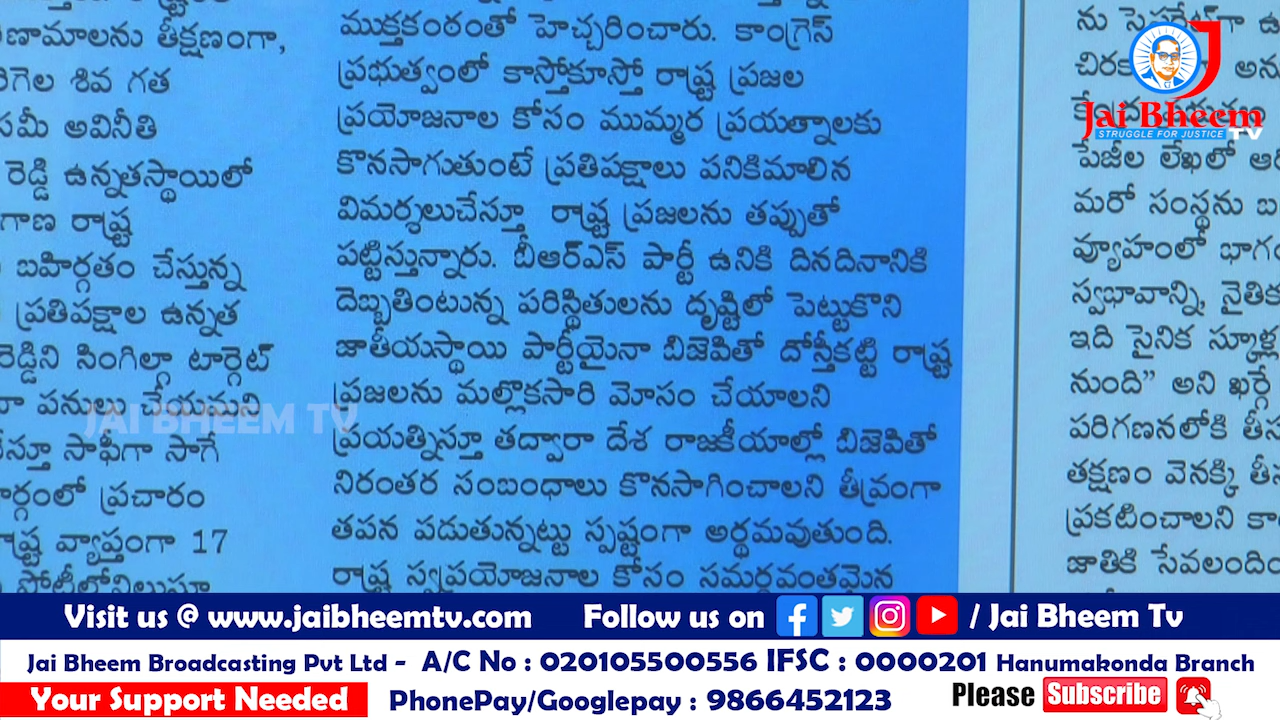 ణామాలను తీక్షణంగా,
శివ గత
అవినీతి
రెడ్డి ఉన్నతస్థాయిలో
రాష్ట్ర
బహిర్గతం చేస్తున్న
ప్రతిపక్షాల ఉన్నత
రెడ్డిని సింగిల్గా టార్గెట్
పనులు చేయమని
సాఫీగా సాగే
ప్రచారం
వ్యాప్తంగా 17
ముక్తకంఠంతో హెచ్చరించారు. కాంగ్రెస్
ప్రభుత్వంలో కాస్తోకూస్తో రాష్ట్ర ప్రజల
ప్రయోజనాల కోసం ముమ్మర ప్రయత్నాలకు
కొనసాగుతుంటే ప్రతిపక్షాలు పనికిమాలిన
విమర్శలుచేస్తూ రాష్ట్ర ప్రజలను తప్పుతో
పట్టిస్తున్నారు. బీఆర్ఎస్ పార్టీ ఉనికి దినదినానికి
దెబ్బతింటున్న పరిస్థితులను దృష్టిలో పెట్టుకొని
జాతీయస్థాయి పార్టీయైనా బిజెపితో దోస్తీకట్టి రాష్ట్ర
ప్రజలను మల్లొకసారి మోసం చేయాలని
ప్రయత్నిస్తూ తద్వారా దేశ రాజకీయాల్లో బిజెపితో
నిరంతర సంబంధాలు కొనసాగించాలని తీవ్రంగా
తపన పడుతున్నట్టు స్పష్టంగా అర్థమవుతుంది.
రాష్ట్ర స్వప్రయోజనాల కోసం సమర్థవంతమైన
ను
పేజీల లేఖలో
మరో సంస్థను
వ్యూహంలో
స్వభావాన్ని, నైతిక
ఇది సైనిక
నుంది" అని ఖర్గే
పరిగణనలోకి
తక్షణం వెనక్కి
ప్రకటించాలని
జాతికి
Jai Bheem
STRUGGLE FOR JUSTICE TV
JAI BHEEM TV
Visit us @ www.jaibheemtv.com Follow us on / Jai Bheem Tv
Jai Bheem Broadcasting Pvt Ltd - A/C No : 020105500556 IFSC : 0000201 Hanumakonda Branch
Your Support Needed PhonePay/Googlepay : 9866452123 Please Subscribe